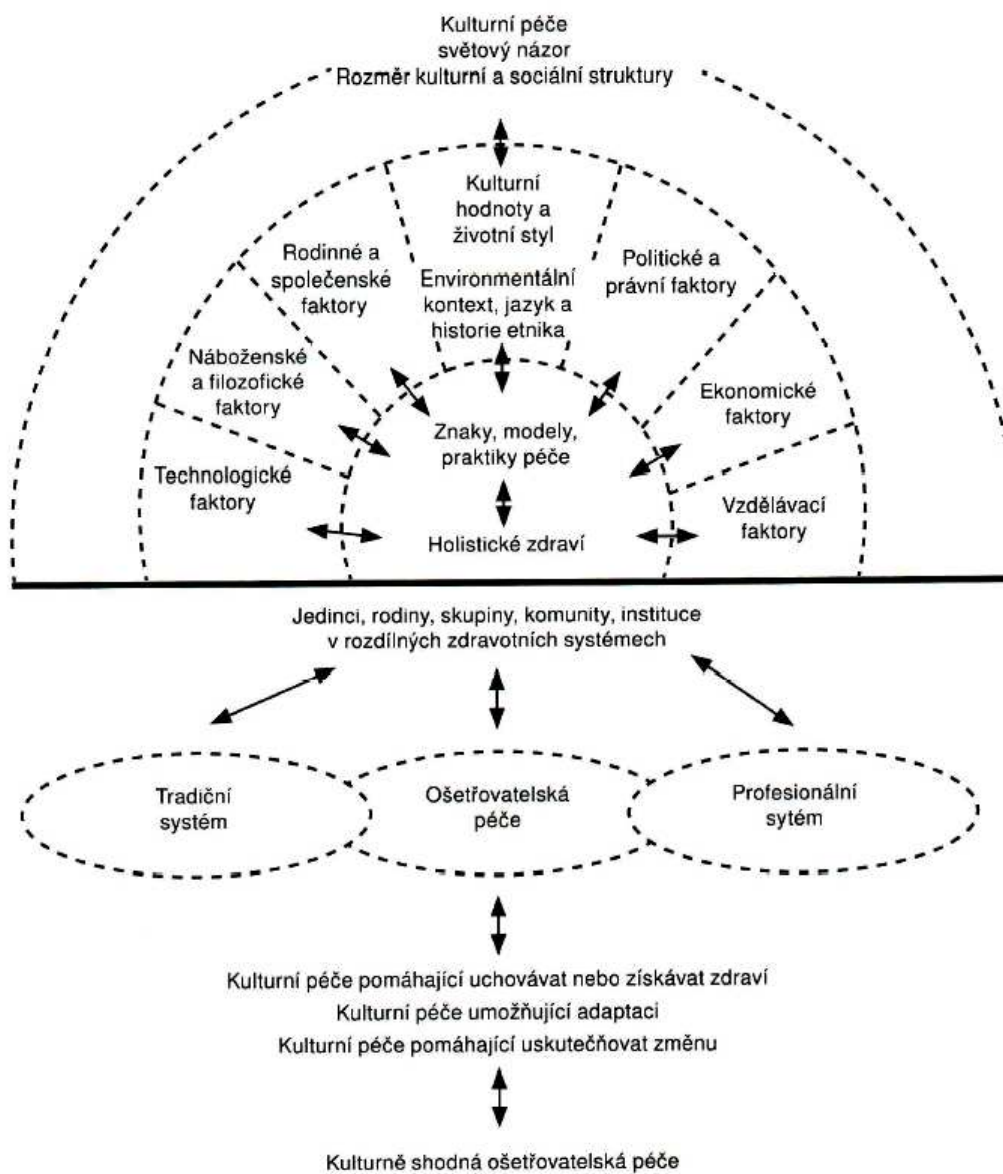 Kulturní péče
světový názor
Rozměr kulturní a sociální struktury
Kulturní
hodnoty a
životní styl
Rodinné a
společenské
faktory
Environmentální
kontext, jazyk a
historie etnika
Politické a
právní faktory
Náboženské
a filozofické
faktory
Ekonomické
faktory
Znaky, modely,
praktiky péče
Technologické
faktory
Vzdělávací
faktory
Holistické zdraví
Jedinci, rodiny, skupiny, komunity, instituce
v rozdílných zdravotních systémech
Tradiční
systém
Ošetřovatelská
péče
Profesionální
sytém
Kulturní péče pomáhající uchovávat nebo získávat zdraví
Kulturní péče umožňující adaptaci
Kulturní péče pomáhající uskutečňovat změnu
Kulturně shodná ošetřovatelská péče